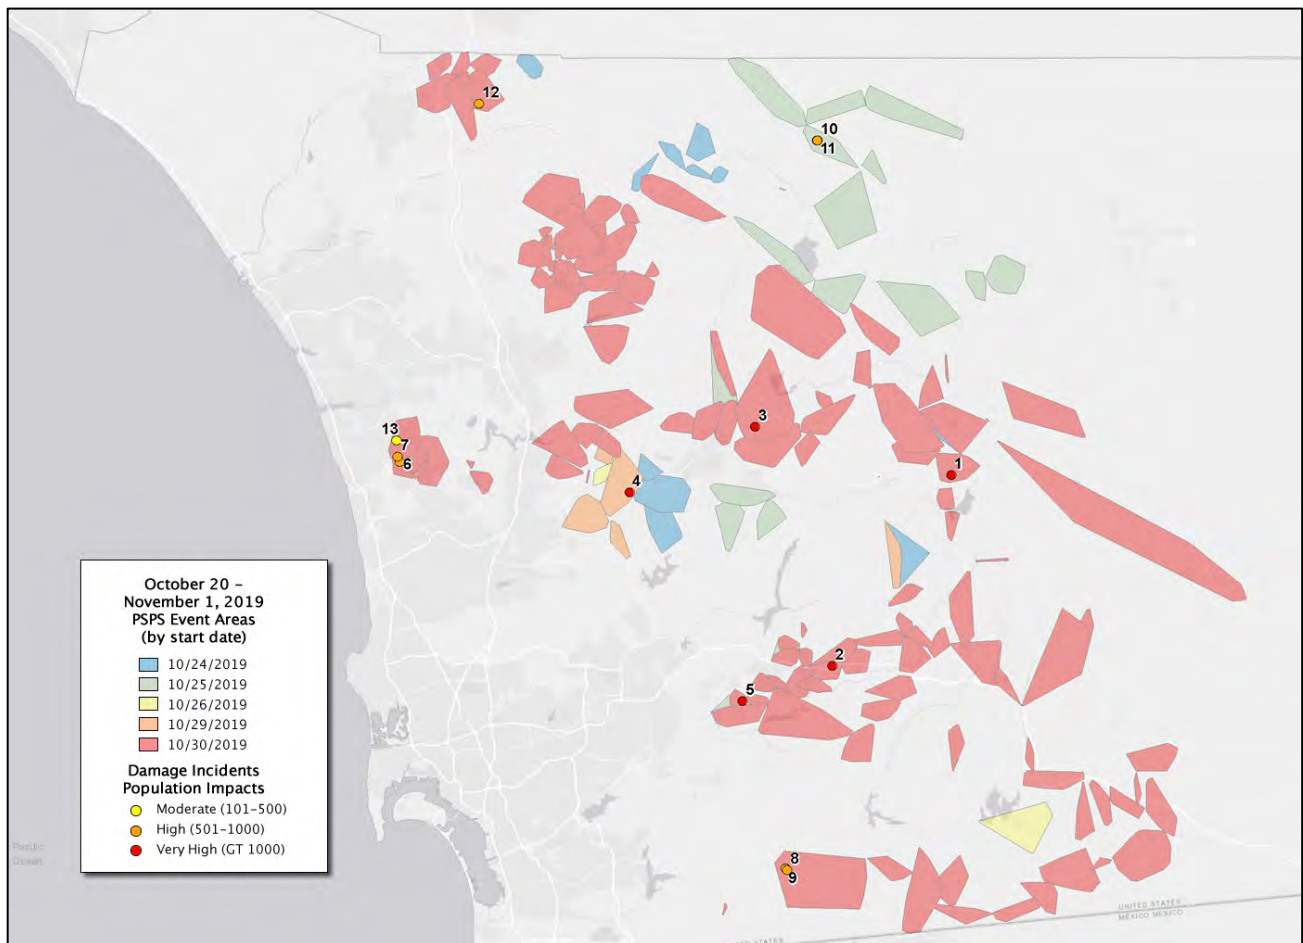 12
10
11
3
13
7
6
1
4
2
5
8
9
October 20 –
November 1, 2019
PSPS Event Areas
(by start date)
10/24/2019
10/25/2019
10/26/2019
10/29/2019
10/30/2019
Damage Incidents
Population Impacts
Moderate (101–500)
High (501–1000)
Very High (GT 1000)
Pacific
Ocean
UNITED STATES
MÉXICO MEXICO
UNITED STATES